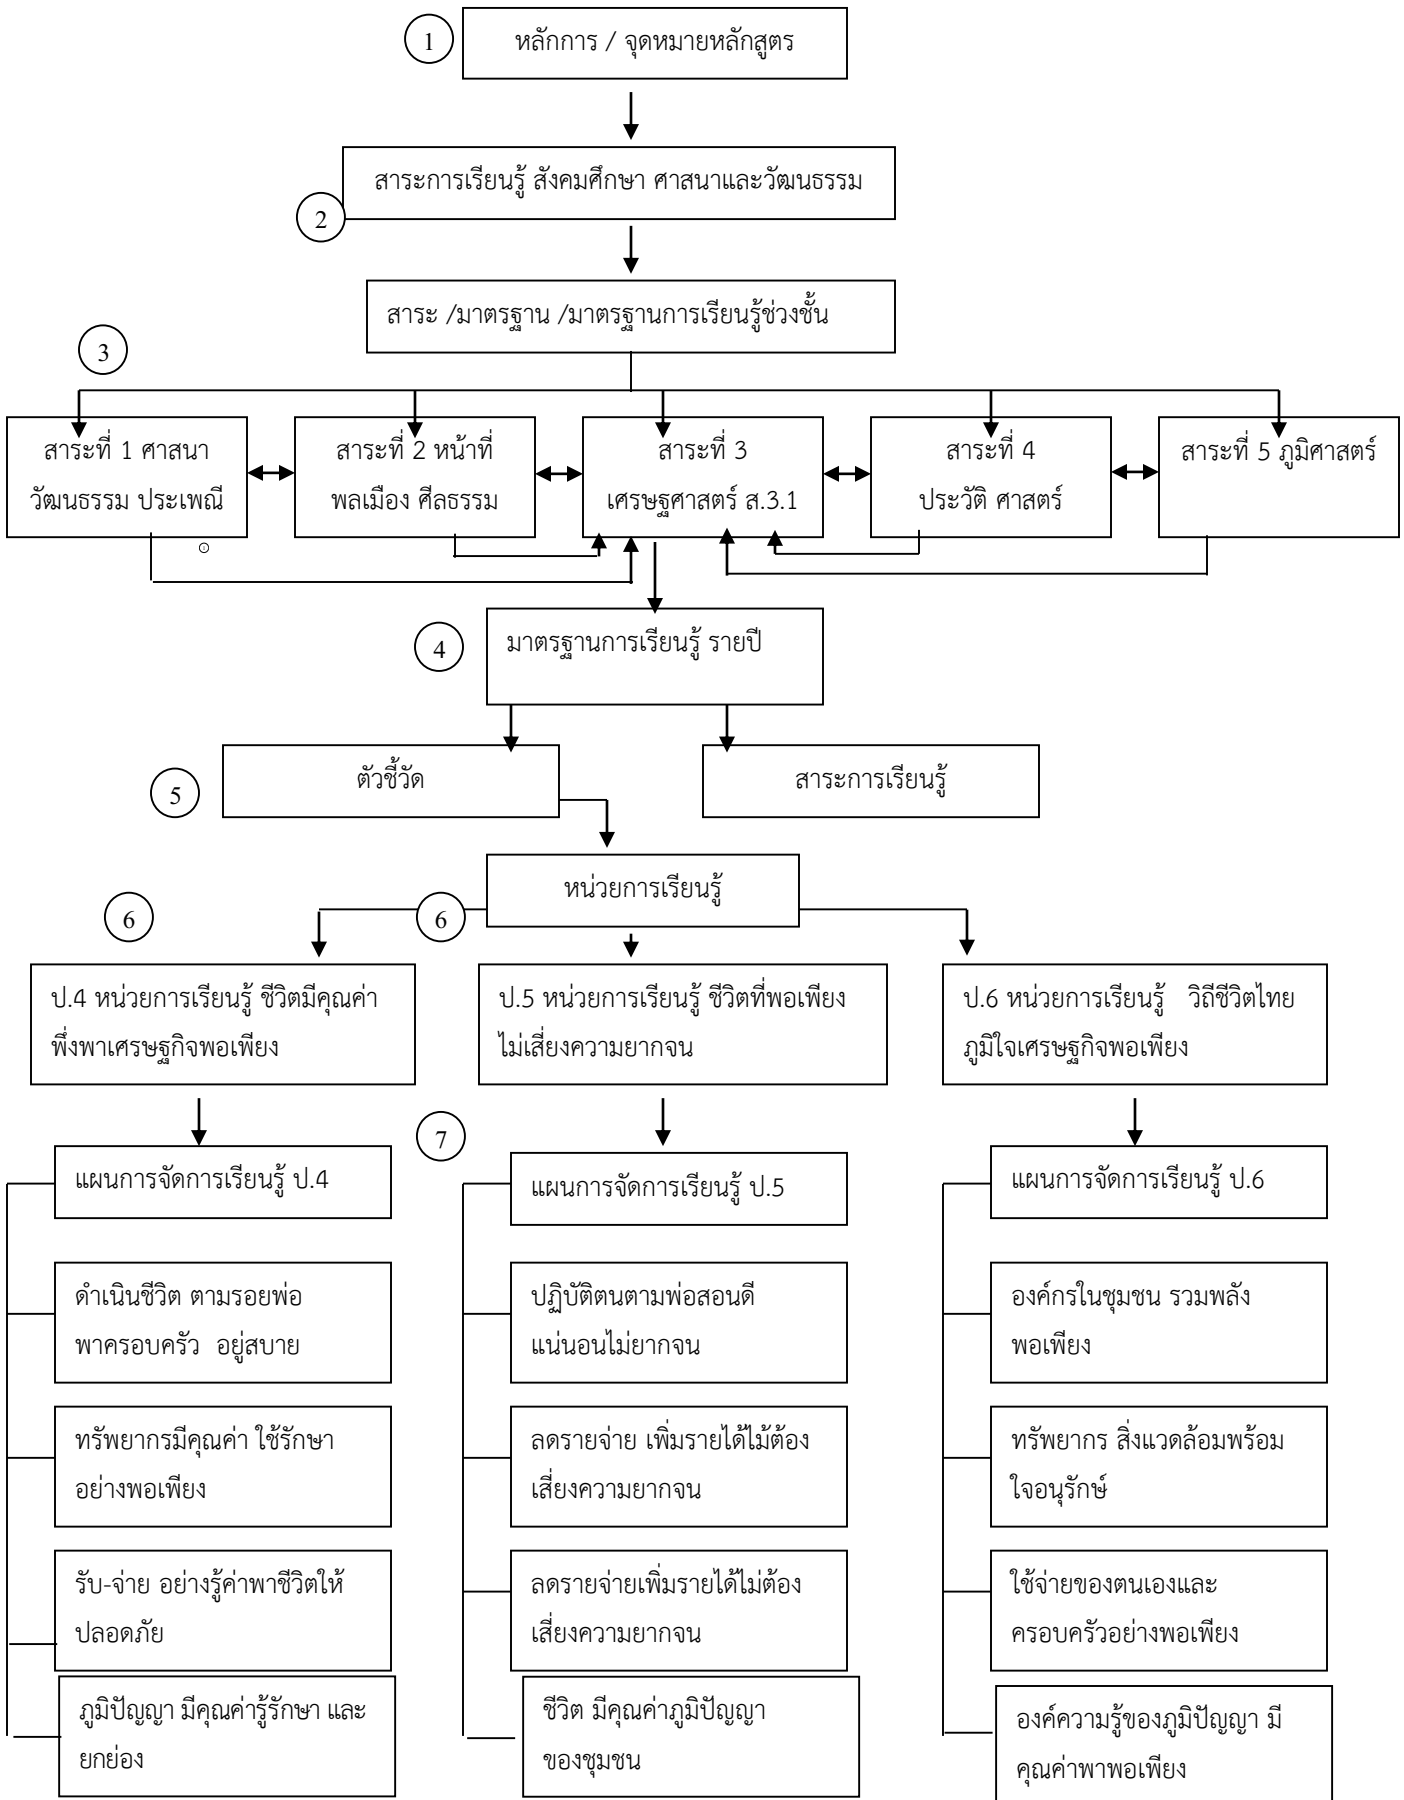 1
หลักการ / จุดหมายหลักสูตร
สาระการเรียนรู้ สังคมศึกษา ศาสนาและวัฒนธรรม
2
สาระ /มาตรฐาน /มาตรฐานการเรียนรู้ช่วงชั้น
3
สาระที่ 1 ศาสนา
วัฒนธรรม ประเพณี
สาระที่ 2 หน้าที่
พลเมือง ศีลธรรม
สาระที่ 3
เศรษฐศาสตร์ ส.3.1
สาระที่ 4
ประวัติ ศาสตร์
สาระที่ 5 ภูมิศาสตร์
4
มาตรฐานการเรียนรู้ รายปี
5
ตัวชี้วัด
สาระการเรียนรู้
หน่วยการเรียนรู้
6
6
ป.4 หน่วยการเรียนรู้ ชีวิตมีคุณค่า
พึ่งพาเศรษฐกิจพอเพียง
ป.5 หน่วยการเรียนรู้ ชีวิตที่พอเพียง
ไม่เสี่ยงความยากจน
ป.6 หน่วยการเรียนรู้ วิถีชีวิตไทย
ภูมิใจเศรษฐกิจพอเพียง
7
แผนการจัดการเรียนรู้ ป.4
ดำเนินชีวิต ตามรอยพ่อ
พาครอบครัว อยู่สบาย
ทรัพยากรมีคุณค่า ใช้รักษา
อย่างพอเพียง
รับ-จ่าย อย่างรู้ค่าพาชีวิตให้
ปลอดภัย
ภูมิปัญญา มีคุณค่ารู้รักษา และ
ยกย่อง
แผนการจัดการเรียนรู้ ป.5
ปฏิบัติตนตามพ่อสอนดี
แน่นอนไม่ยากจน
ลดรายจ่าย เพิ่มรายได้ไม้ต้อง
เสี่ยงความยากจน
ลดรายจ่ายเพิ่มรายได้ไม่ต้อง
เสี่ยงความยากจน
ชีวิต มีคุณค่าภูมิปัญญา
ของชุมชน
แผนการจัดการเรียนรู้ ป.6
องค์กรในชุมชน รวมพลัง
พอเพียง
ทรัพยากร สิ่งแวดล้อมพร้อม
ใจอนุรักษ์
ใช้จ่ายของตนเองและ
ครอบครัวอย่างพอเพียง
องค์ความรู้ของภูมิปัญญา มี
คุณค่าพาพอเพียง